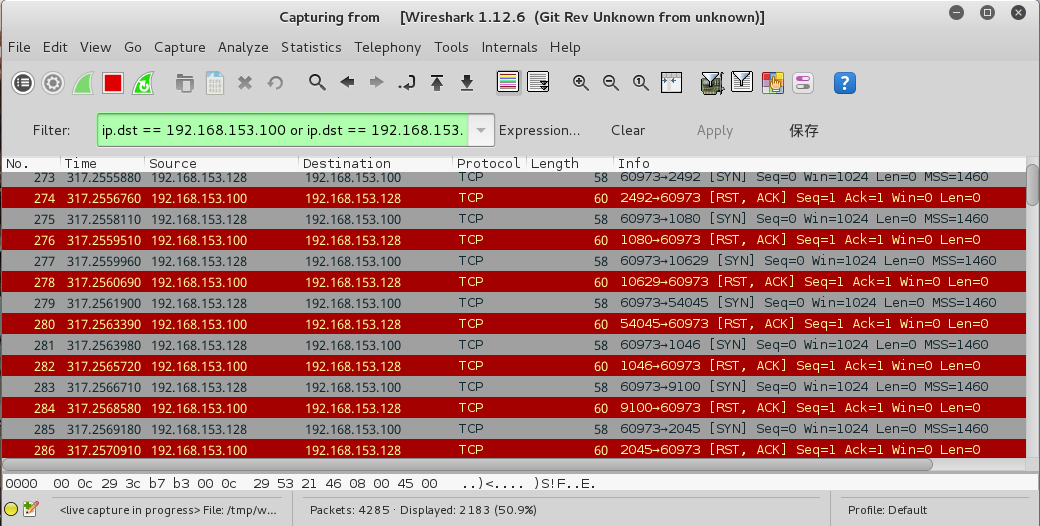 Capturing from [Wireshark 1.12.6 (Git Rev Unknown from unknown)]
File Edit View Go Capture Analyze Statistics Telephony Tools Internals Help
Filter: ip.dst == 192.168.153.100 or ip.dst == 192.168.153. Expression... Clear Apply 保存
No. Time Source Destination Protocol Length Info
273 317.2555880 192.168.153.128 192.168.153.100 TCP 58 60973→2492 [SYN] Seq=0 Win=1024 Len=0 MSS=1460
274 317.2556760 192.168.153.100 192.168.153.128 TCP 60 2492→60973 [RST, ACK] Seq=1 Ack=1 Win=0 Len=0
275 317.2558110 192.168.153.128 192.168.153.100 TCP 58 60973→1080 [SYN] Seq=0 Win=1024 Len=0 MSS=1460
276 317.2559510 192.168.153.100 192.168.153.128 TCP 60 1080→60973 [RST, ACK] Seq=1 Ack=1 Win=0 Len=0
277 317.2559960 192.168.153.128 192.168.153.100 TCP 58 60973→10629 [SYN] Seq=0 Win=1024 Len=0 MSS=1460
278 317.2560690 192.168.153.100 192.168.153.128 TCP 60 10629→60973 [RST, ACK] Seq=1 Ack=1 Win=0 Len=0
279 317.2561900 192.168.153.128 192.168.153.100 TCP 58 60973→54045 [SYN] Seq=0 Win=1024 Len=0 MSS=1460
280 317.2563390 192.168.153.100 192.168.153.128 TCP 60 54045→60973 [RST, ACK] Seq=1 Ack=1 Win=0 Len=0
281 317.2563980 192.168.153.128 192.168.153.100 TCP 58 60973→1046 [SYN] Seq=0 Win=1024 Len=0 MSS=1460
282 317.2565720 192.168.153.100 192.168.153.128 TCP 60 1046→60973 [RST, ACK] Seq=1 Ack=1 Win=0 Len=0
283 317.2566710 192.168.153.128 192.168.153.100 TCP 58 60973→9100 [SYN] Seq=0 Win=1024 Len=0 MSS=1460
284 317.2568580 192.168.153.100 192.168.153.128 TCP 60 9100→60973 [RST, ACK] Seq=1 Ack=1 Win=0 Len=0
285 317.2569180 192.168.153.128 192.168.153.100 TCP 58 60973→2045 [SYN] Seq=0 Win=1024 Len=0 MSS=1460
286 317.2570910 192.168.153.100 192.168.153.128 TCP 60 2045→60973 [RST, ACK] Seq=1 Ack=1 Win=0 Len=0
0000 00 0c 29 3c b7 b3 00 0c 29 53 21 46 08 00 45 00 ..)<.... )S!F..E.
<live capture in progress> File: /tmp/w... Packets: 4285 · Displayed: 2183 (50.9%) Profile: Default